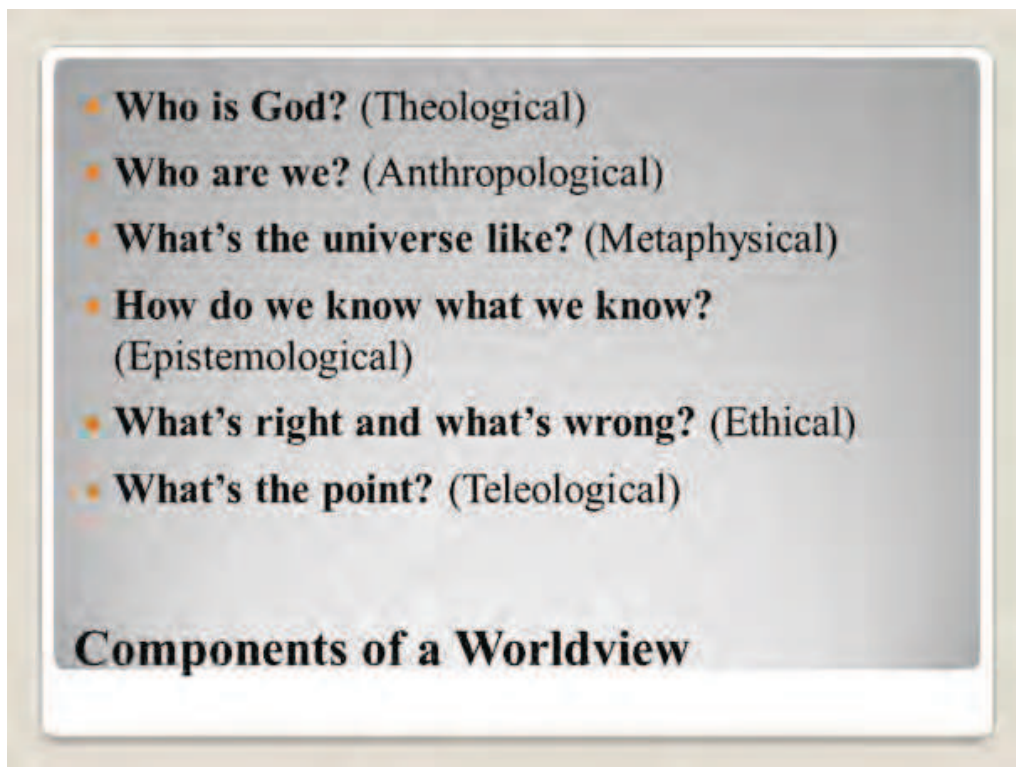 Who is God? (Theological)
Who are we? (Anthropological)
What's the universe like? (Metaphysical)
How do we know what we know?
(Epistemological)
What's right and what's wrong? (Ethical)
What's the point? (Teleological)
Components of a Worldview